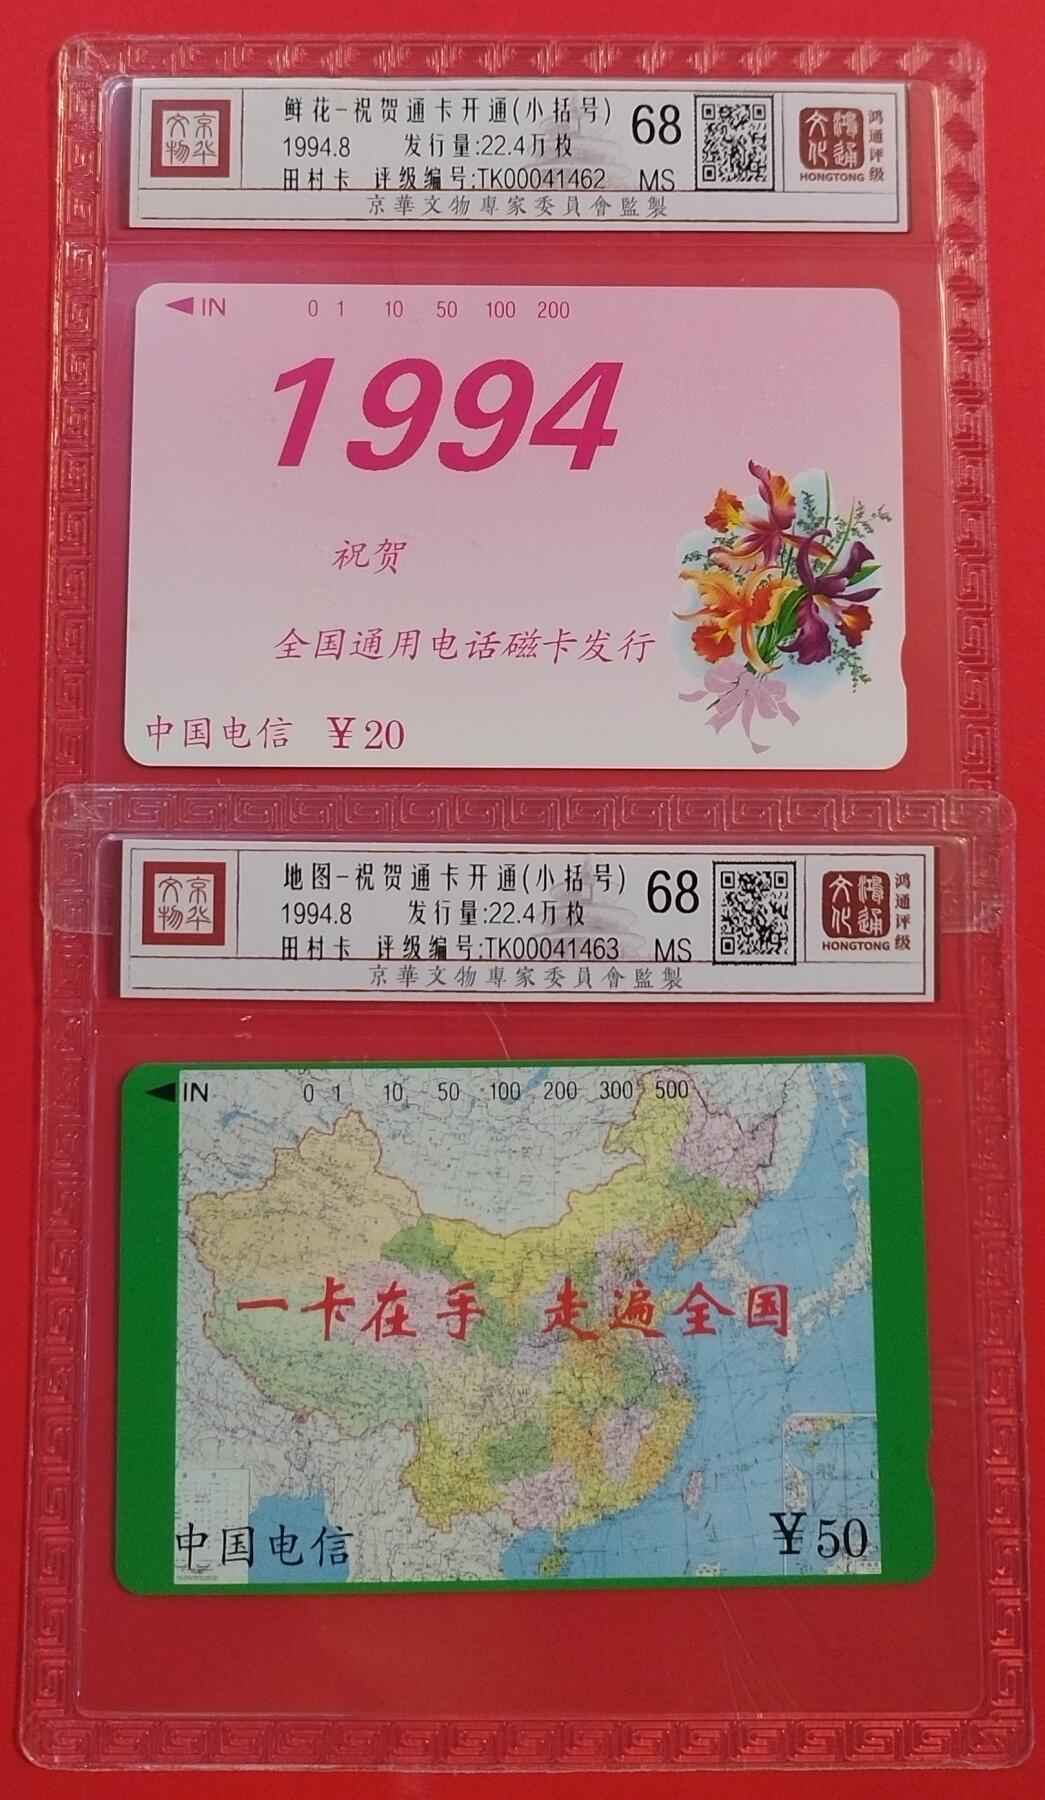 京华文物
鲜花-祝贺通卡开通(小括号)
1994.8 发行量:22.4万枚
田村卡 评级编号:TK00041462
68
MS
京華文物專家委員會監製
鸿通文化
HONGTONG
鸿通评级
IN 0 1 10 50 100 200
1994
祝贺
全国通用电话磁卡发行
中国电信 ¥20
京华文物
地图-祝贺通卡开通(小括号)
1994.8 发行量:22.4万枚
田村卡 评级编号:TK00041463
68
MS
京華文物專家委員會監製
鸿通文化
HONGTONG
鸿通评级
IN 0 1 10 50 100 200 300 500
一卡在手 走遍全国
中国电信 ¥50